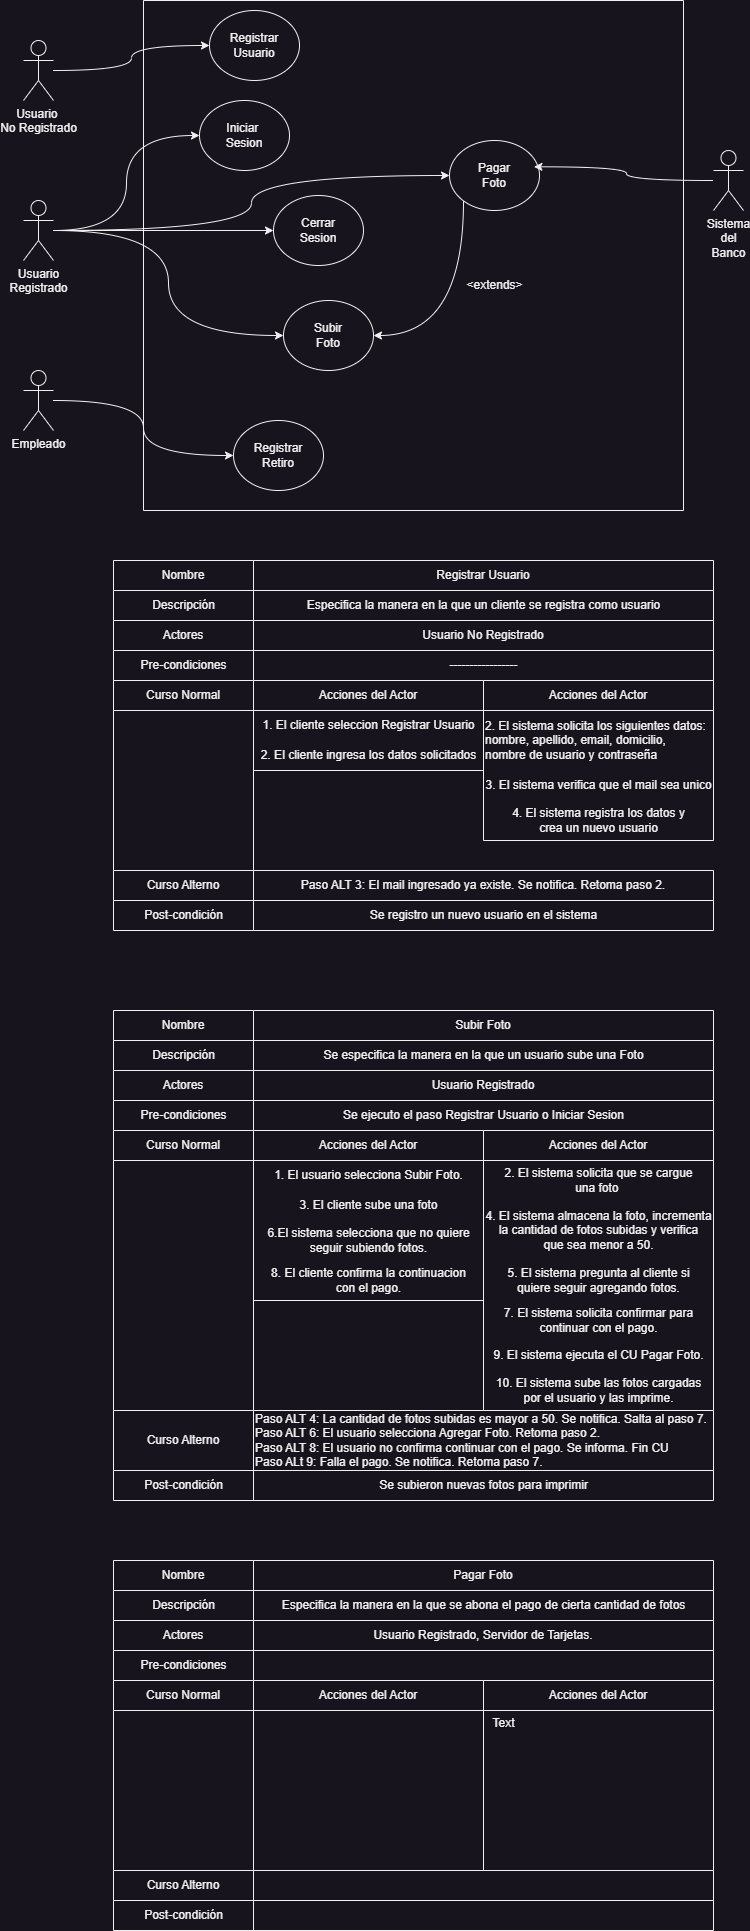 Registrar
Usuario
Usuario
No Registrado
Iniciar
Sesion
Pagar
Foto
Sistema
del
Banco
Cerrar
Sesion
Usuario
Registrado
<extends>
Subir
Foto
Empleado
Registrar
Retiro
Nombre
Registrar Usuario
Descripción
Especifica la manera en la que un cliente se registra como usuario
Actores
Usuario No Registrado
Pre-condiciones
-----------------
Curso Normal
Acciones del Actor
Acciones del Actor
1. El cliente seleccion Registrar Usuario
2. El cliente ingresa los datos solicitados
2. El sistema solicita los siguientes datos:
nombre, apellido, email, domicilio,
nombre de usuario y contraseña
3. El sistema verifica que el mail sea unico
4. El sistema registra los datos y
crea un nuevo usuario
Curso Alterno
Paso ALT 3: El mail ingresado ya existe. Se notifica. Retoma paso 2.
Post-condición
Se registro un nuevo usuario en el sistema
Nombre
Subir Foto
Descripción
Se especifica la manera en la que un usuario sube una Foto
Actores
Usuario Registrado
Pre-condiciones
Se ejecuto el paso Registrar Usuario o Iniciar Sesion
Curso Normal
Acciones del Actor
Acciones del Actor
1. El usuario selecciona Subir Foto.
3. El cliente sube una foto
6.El sistema selecciona que no quiere
seguir subiendo fotos.
8. El cliente confirma la continuacion
con el pago.
2. El sistema solicita que se cargue
una foto
4. El sistema almacena la foto, incrementa
la cantidad de fotos subidas y verifica
que sea menor a 50.
5. El sistema pregunta al cliente si
quiere seguir agregando fotos.
7. El sistema solicita confirmar para
continuar con el pago.
9. El sistema ejecuta el CU Pagar Foto.
10. El sistema sube las fotos cargadas
por el usuario y las imprime.
Curso Alterno
Paso ALT 4: La cantidad de fotos subidas es mayor a 50. Se notifica. Salta al paso 7.
Paso ALT 6: El usuario selecciona Agregar Foto. Retoma paso 2.
Paso ALT 8: El usuario no confirma continuar con el pago. Se informa. Fin CU
Paso ALt 9: Falla el pago. Se notifica. Retoma paso 7.
Post-condición
Se subieron nuevas fotos para imprimir
Nombre
Pagar Foto
Descripción
Especifica la manera en la que se abona el pago de cierta cantidad de fotos
Actores
Usuario Registrado, Servidor de Tarjetas.
Pre-condiciones
Curso Normal
Acciones del Actor
Acciones del Actor
Text
Curso Alterno
Post-condición